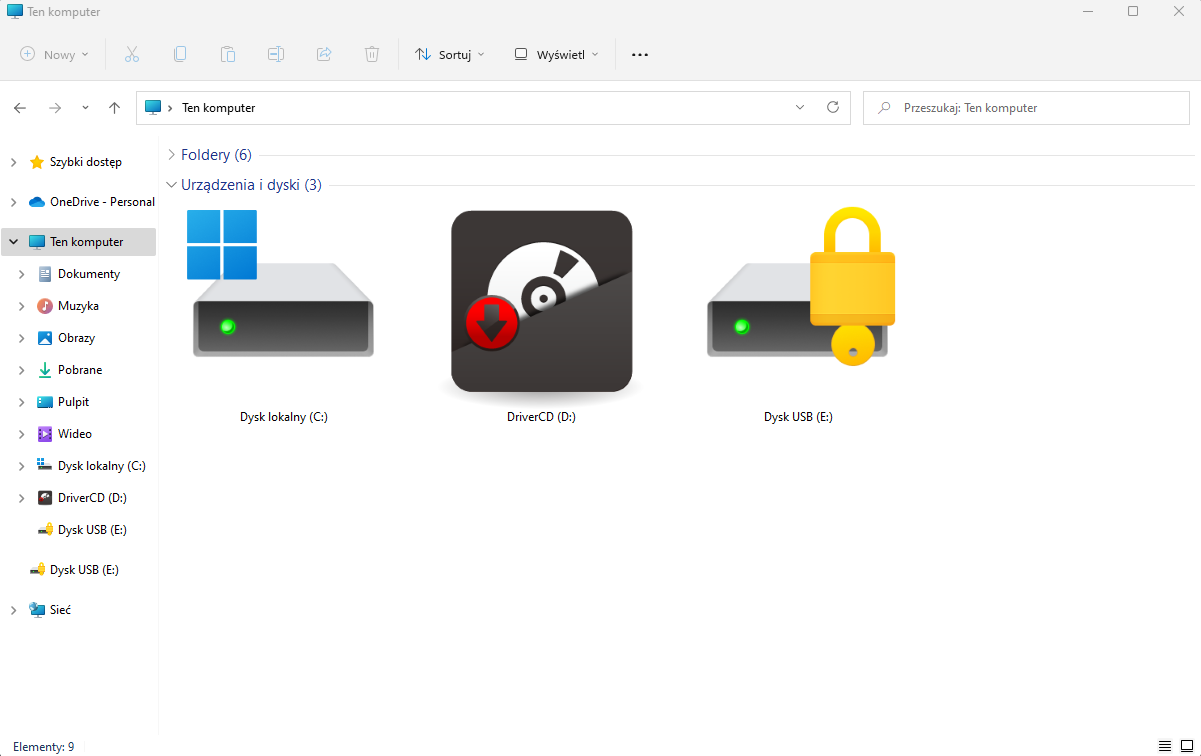 Ten komputer
Nowy
Sortuj
Wyświetl
Ten komputer
Przeszukaj: Ten komputer
Szybki dostęp
OneDrive - Personal
Ten komputer
Dokumenty
Muzyka
Obrazy
Pobrane
Pulpit
Wideo
Dysk lokalny (C:)
DriverCD (D:)
Dysk USB (E:)
Dysk USB (E:)
Sieć
Foldery (6)
Urządzenia i dyski (3)
Dysk lokalny (C:)
DriverCD (D:)
Dysk USB (E:)
Elementy: 9